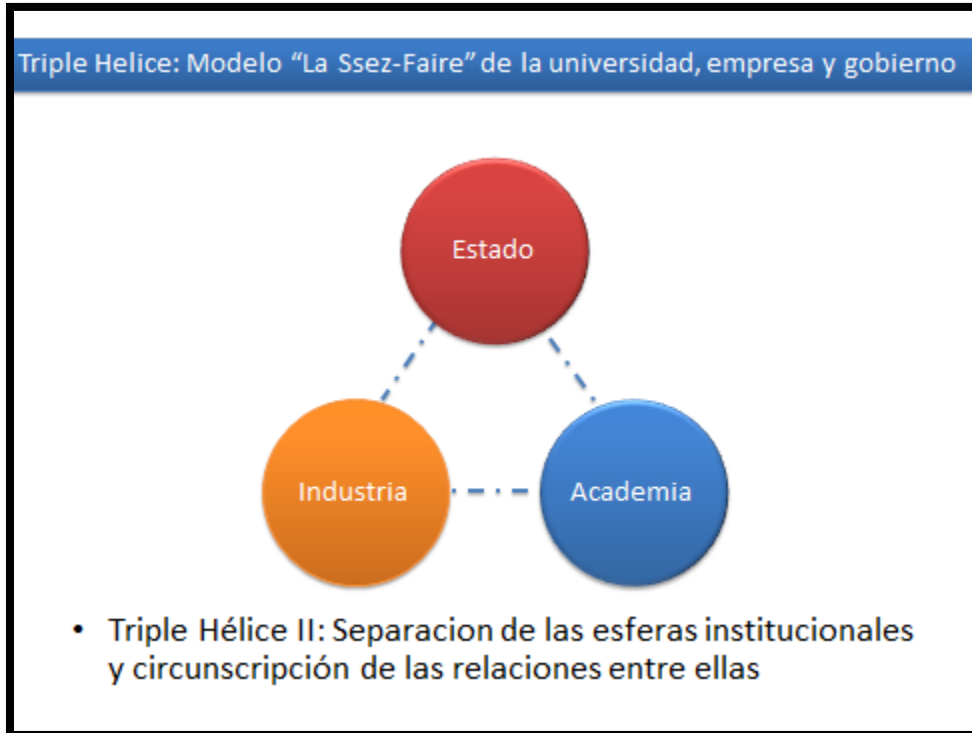 Triple Helice: Modelo “La Ssez-Faire” de la universidad, empresa y gobierno
Estado
Industria
Academia
• Triple Hélice II: Separacion de las esferas institucionales
y circunscripción de las relaciones entre ellas